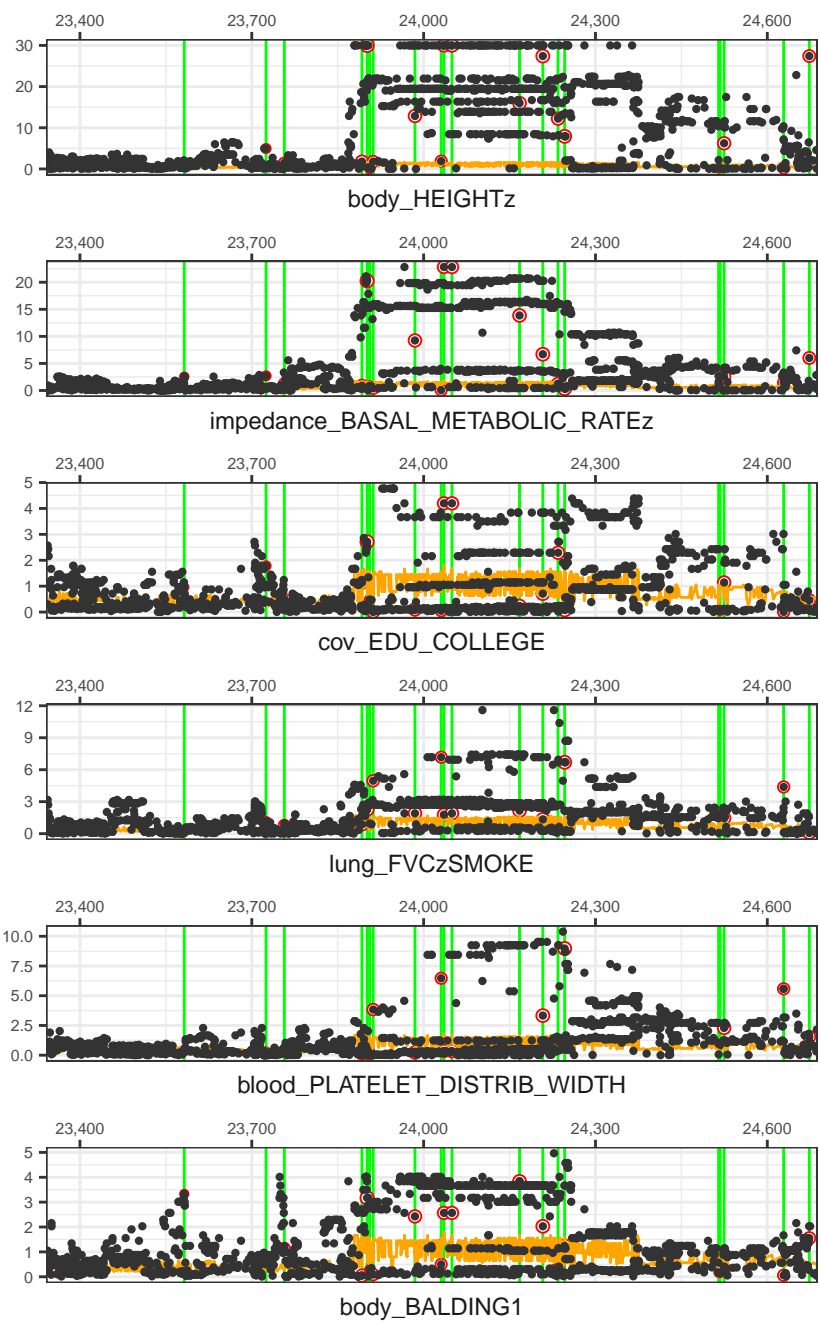 23,400 23,700 24,000 24,300 24,600
30
20
10
0
body_HEIGHTz
23,400 23,700 24,000 24,300 24,600
20
15
10
5
0
impedance_BASAL_METABOLIC_RATEz
23,400 23,700 24,000 24,300 24,600
5
4
3
2
1
0
cov_EDU_COLLEGE
23,400 23,700 24,000 24,300 24,600
12
9
6
3
0
lung_FVCzSMOKE
23,400 23,700 24,000 24,300 24,600
10.0
7.5
5.0
2.5
0.0
blood_PLATELET_DISTRIB_WIDTH
23,400 23,700 24,000 24,300 24,600
5
4
3
2
1
0
body_BALDING1